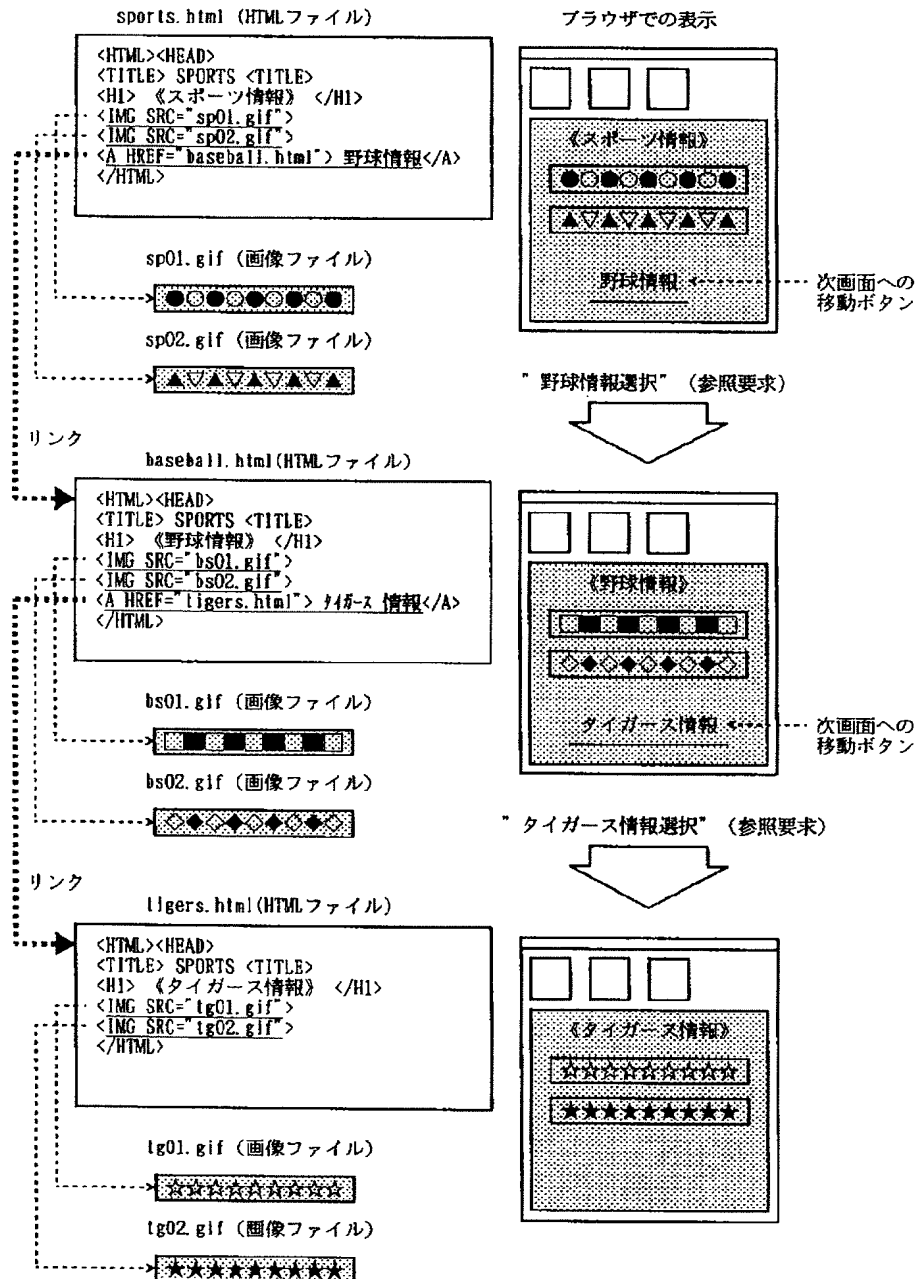 sports.html (HTMLファイル)
<HTML><HEAD>
<TITLE> SPORTS <TITLE>
<H1> 《スポーツ情報》 </H1>
<IMG SRC="sp01.gif">
<IMG SRC="sp02.gif">
<A HREF="baseball.html"> 野球情報</A>
</HTML>
sp01.gif (画像ファイル)
sp02.gif (画像ファイル)
リンク
baseball.html(HTMLファイル)
<HTML><HEAD>
<TITLE> SPORTS <TITLE>
<H1> 《野球情報》 </H1>
<IMG SRC="bs01.gif">
<IMG SRC="bs02.gif">
<A HREF="tigers.html"> タイガース 情報</A>
</HTML>
bs01.gif (画像ファイル)
bs02.gif (画像ファイル)
リンク
tigers.html(HTMLファイル)
<HTML><HEAD>
<TITLE> SPORTS <TITLE>
<H1> 《タイガース情報》 </H1>
<IMG SRC="tg01.gif">
<IMG SRC="tg02.gif">
</HTML>
tg01.gif (画像ファイル)
tg02.gif (画像ファイル)
ブラウザでの表示
《スポーツ情報》
野球情報
次画面への
移動ボタン
"野球情報選択" (参照要求)
《野球情報》
タイガース情報
次画面への
移動ボタン
"タイガース情報選択" (参照要求)
《タイガース情報》